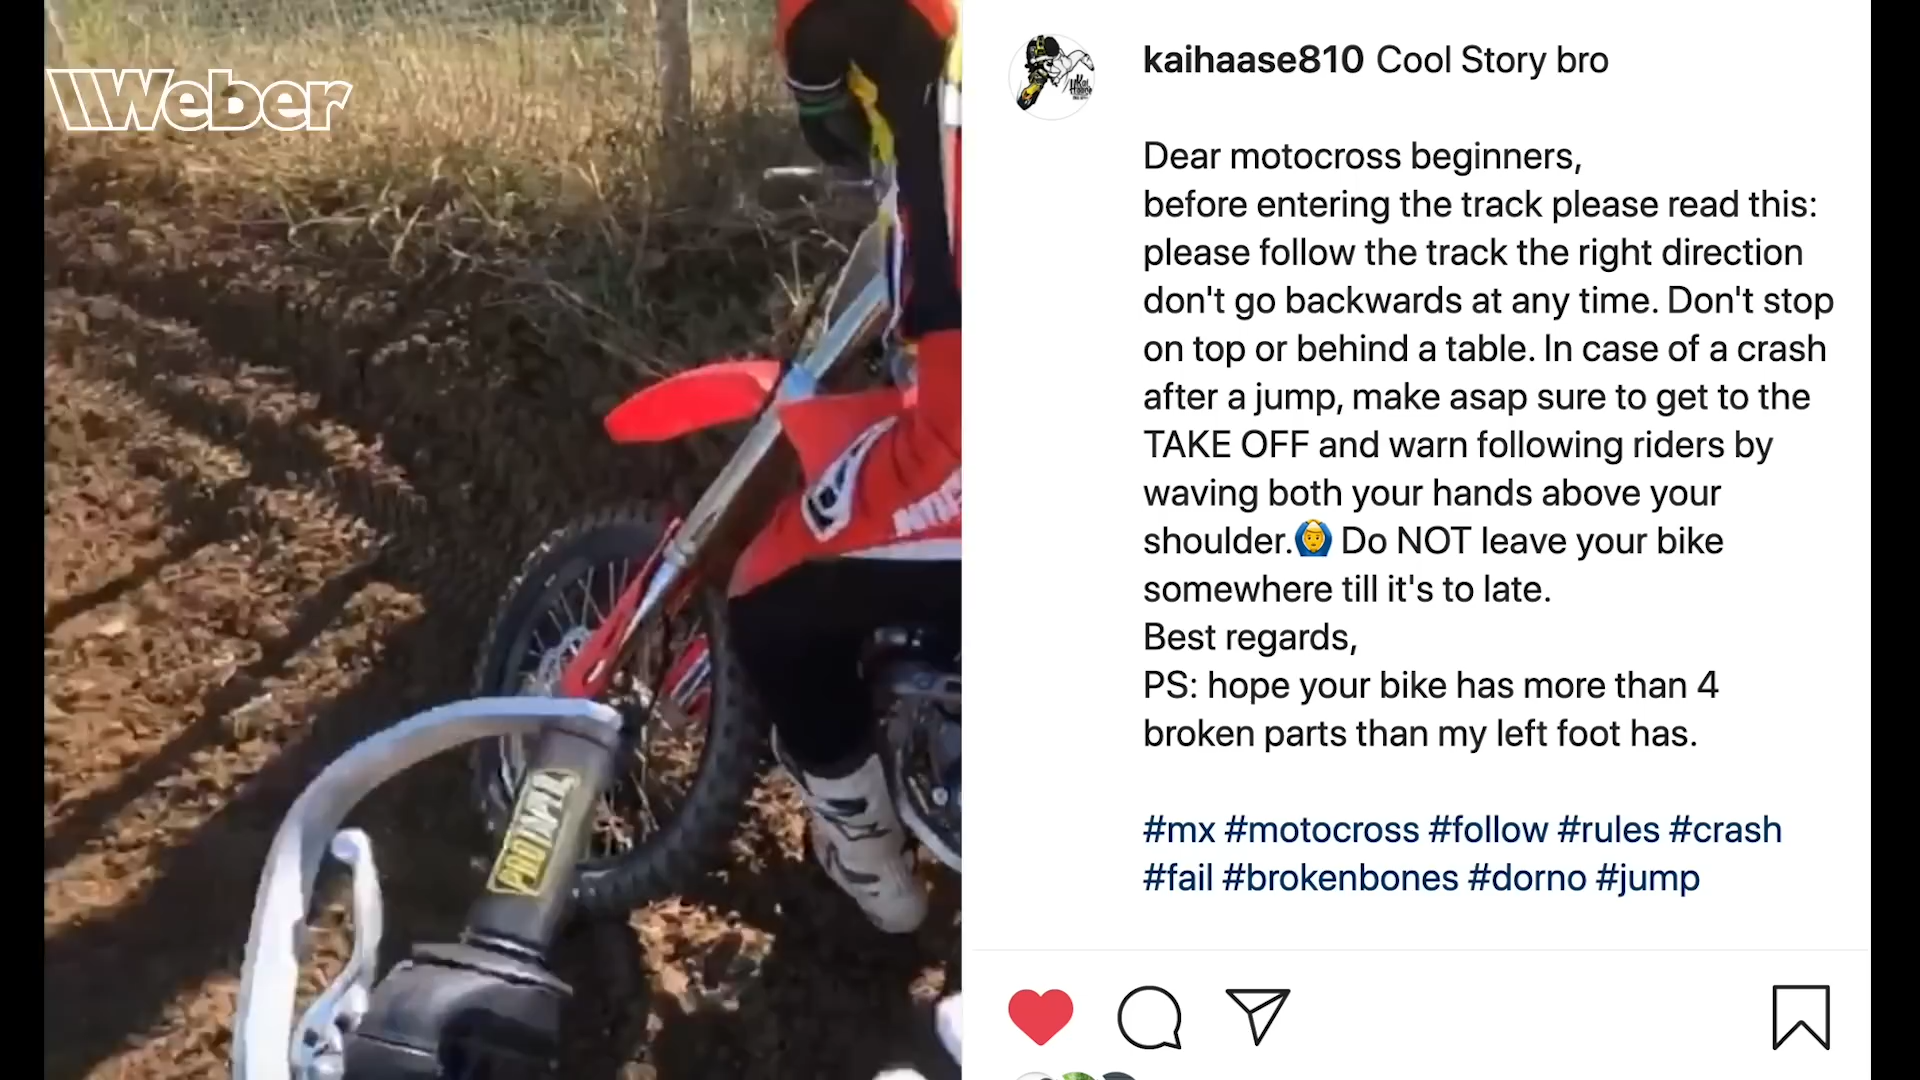 Weber
kaihaase810 Cool Story bro
Dear motocross beginners,
before entering the track please read this:
please follow the track the right direction
don't go backwards at any time. Don't stop
on top or behind a table. In case of a crash
after a jump, make asap sure to get to the
TAKE OFF and warn following riders by
waving both your hands above your
shoulder.🙆‍♂️ Do NOT leave your bike
somewhere till it's to late.
Best regards,
PS: hope your bike has more than 4
broken parts than my left foot has.
#mx #motocross #follow #rules #crash
#fail #brokenbones #dorno #jump